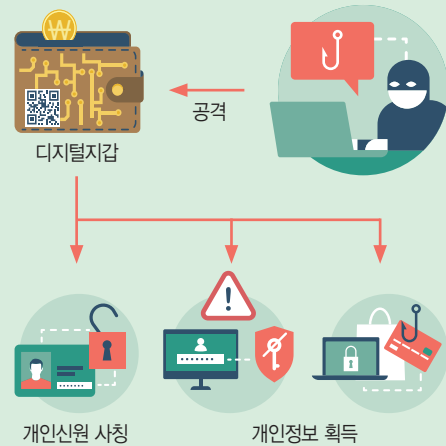 ₩
공격
디지털지갑
개인신원 사칭
개인정보 획득